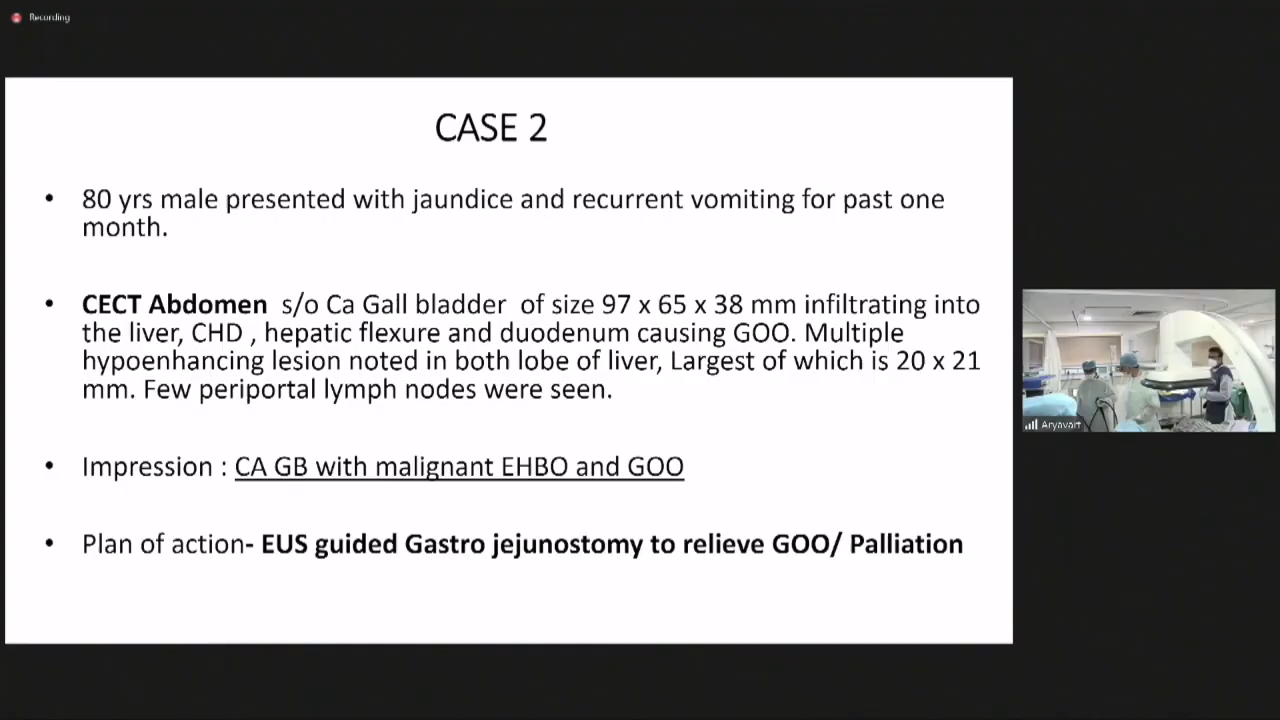 Recording
CASE 2
• 80 yrs male presented with jaundice and recurrent vomiting for past one
month.
• CECT Abdomen s/o Ca Gall bladder of size 97 x 65 x 38 mm infiltrating into
the liver, CHD , hepatic flexure and duodenum causing GOO. Multiple
hypoenhancing lesion noted in both lobe of liver, Largest of which is 20 x 21
mm. Few periportal lymph nodes were seen.
• Impression : CA GB with malignant EHBO and GOO
• Plan of action- EUS guided Gastro jejunostomy to relieve GOO/ Palliation
Aryavart